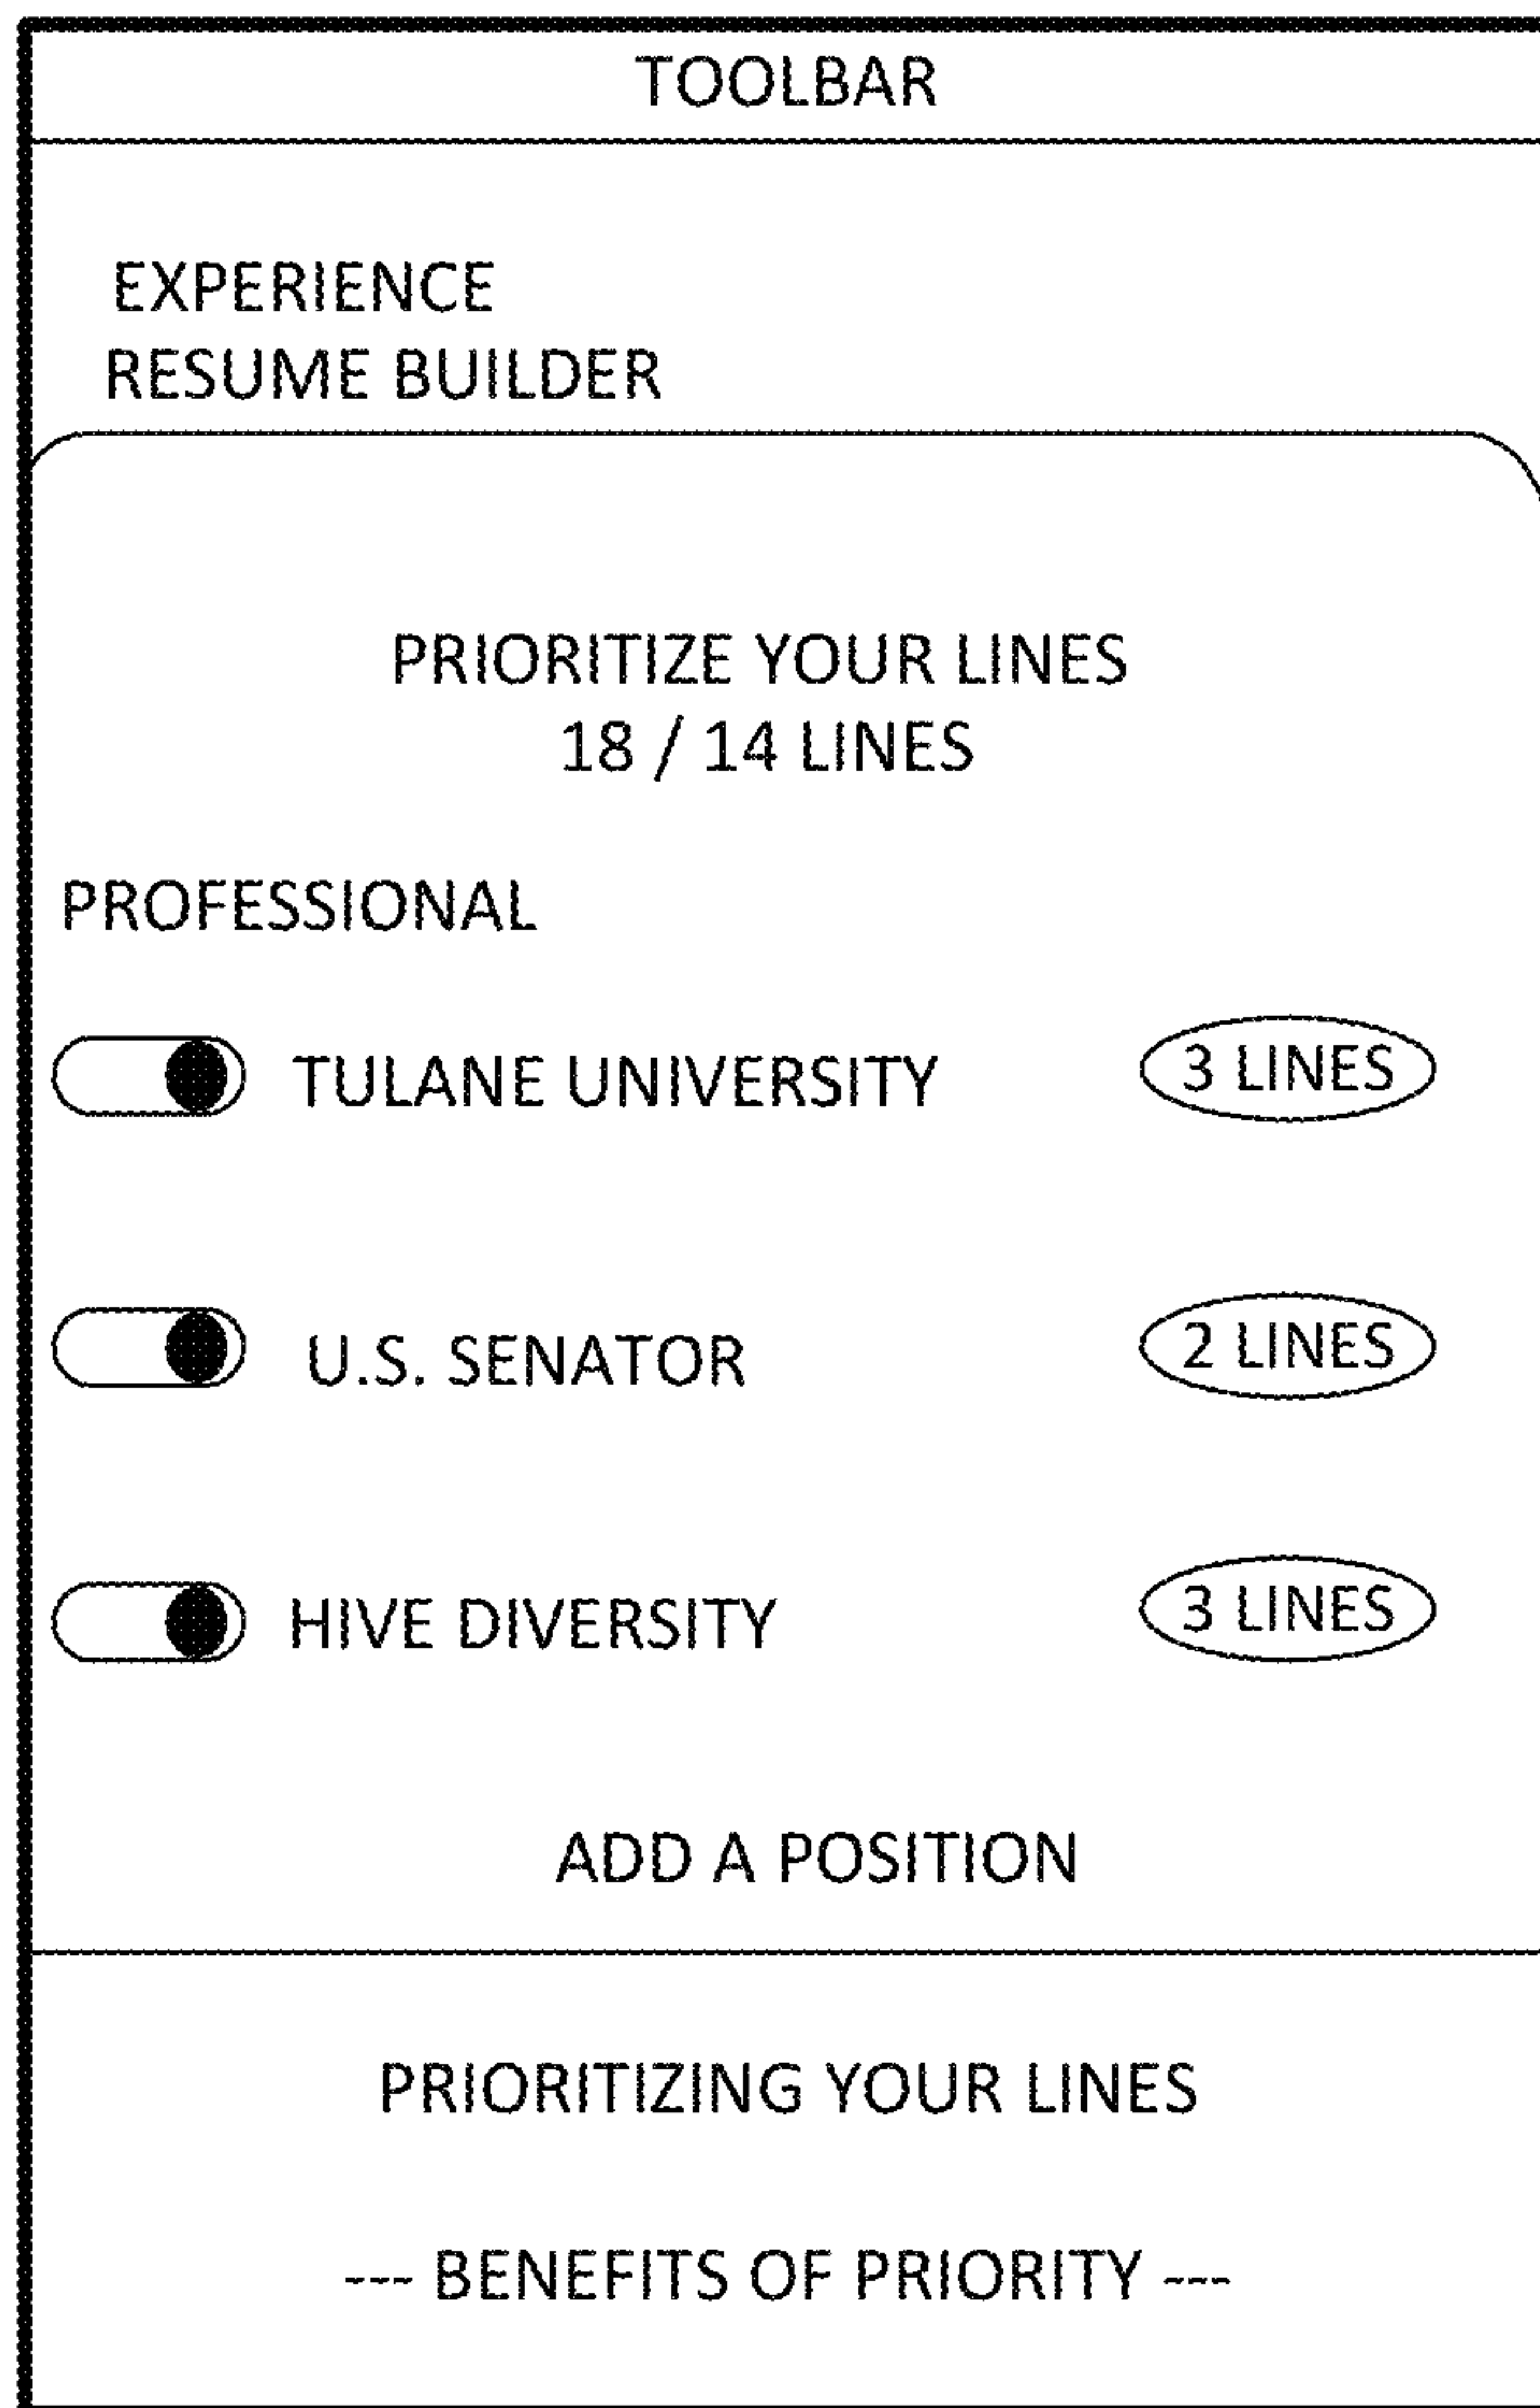 TOOLBAR
EXPERIENCE
RESUME BUILDER
PRIORITIZE YOUR LINES
18 / 14 LINES
PROFESSIONAL
TULANE UNIVERSITY 3 LINES
U.S. SENATOR 2 LINES
HIVE DIVERSITY 3 LINES
ADD A POSITION
PRIORITIZING YOUR LINES
--- BENEFITS OF PRIORITY ---